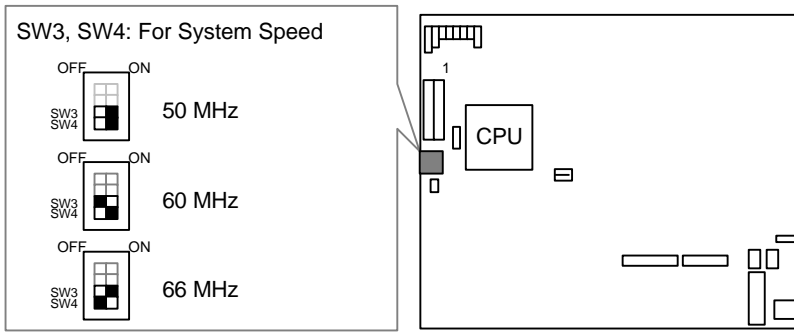 SW3, SW4: For System Speed
OFF ON
SW3
SW4
50 MHz
OFF ON
SW3
SW4
60 MHz
OFF ON
SW3
SW4
66 MHz
1
CPU